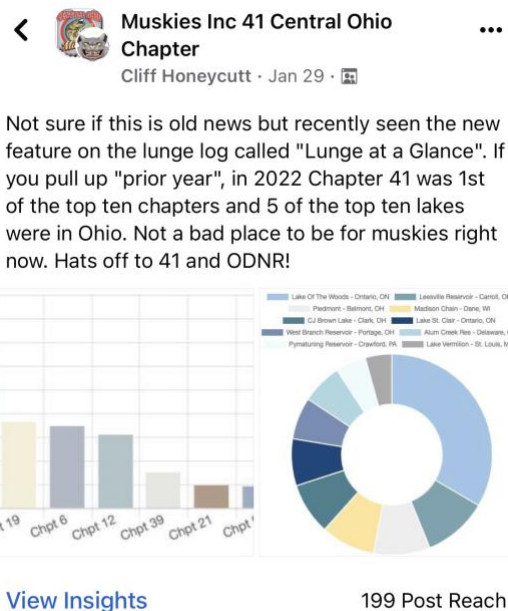 Muskies Inc 41 Central Ohio
Chapter
Cliff Honeycutt · Jan 29 ·
Not sure if this is old news but recently seen the new
feature on the lunge log called "Lunge at a Glance". If
you pull up "prior year", in 2022 Chapter 41 was 1st
of the top ten chapters and 5 of the top ten lakes
were in Ohio. Not a bad place to be for muskies right
now. Hats off to 41 and ODNR!
Lake Of The Woods - Ontario, ON Leesville Reservoir - Carroll, OH
Piedmont - Belmont, OH Madison Chain - Dane, WI
CJ Brown Lake - Clark, OH Lake St. Clair - Ontario, ON
West Branch Reservoir - Portage, OH Alum Creek Res - Delaware,
Pymatuning Reservoir - Crawford, PA Lake Vermilion - St. Louis, M
19 Chpt 6 Chpt 12 Chpt 39 Chpt 21 Chpt
View Insights 199 Post Reach